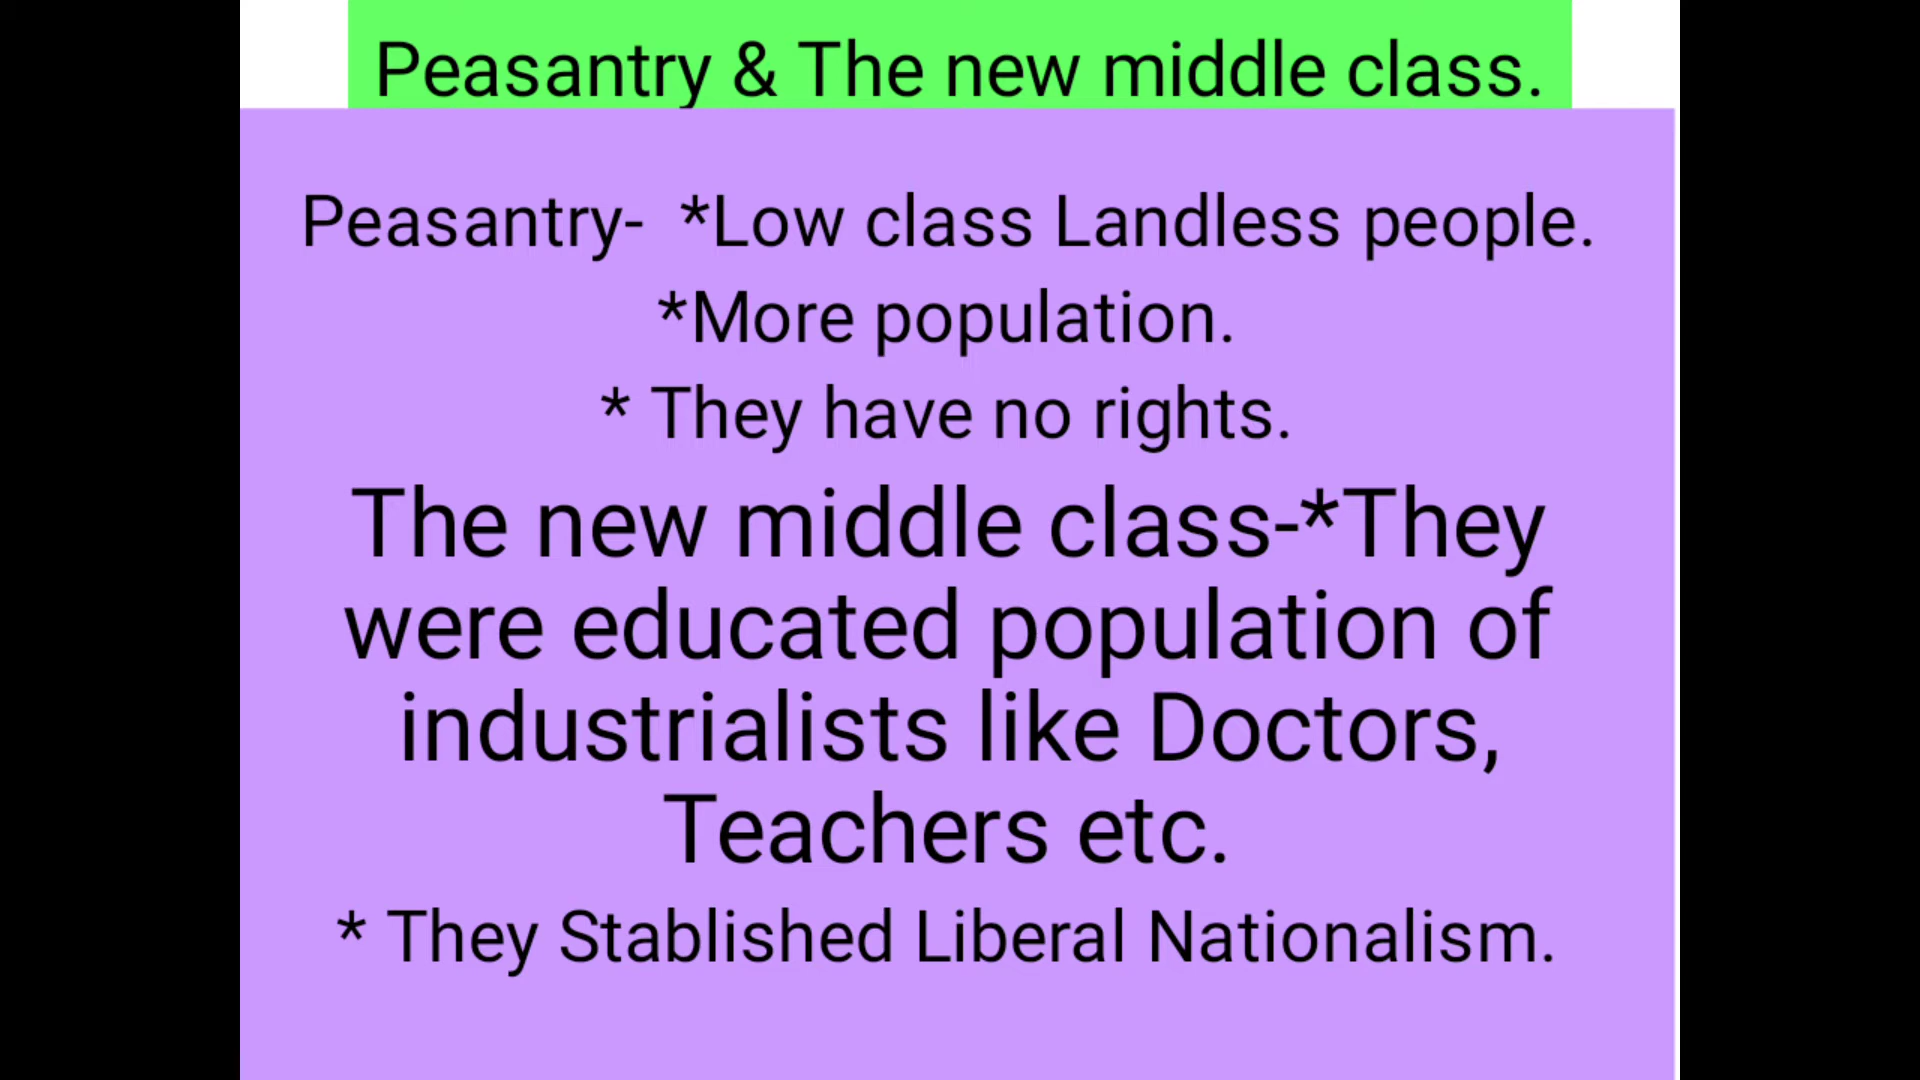 Peasantry & The new middle class.
Peasantry-  *Low class Landless people.
*More population.
* They have no rights.
The new middle class-*They
were educated population of
industrialists like Doctors,
Teachers etc.
* They Stablished Liberal Nationalism.